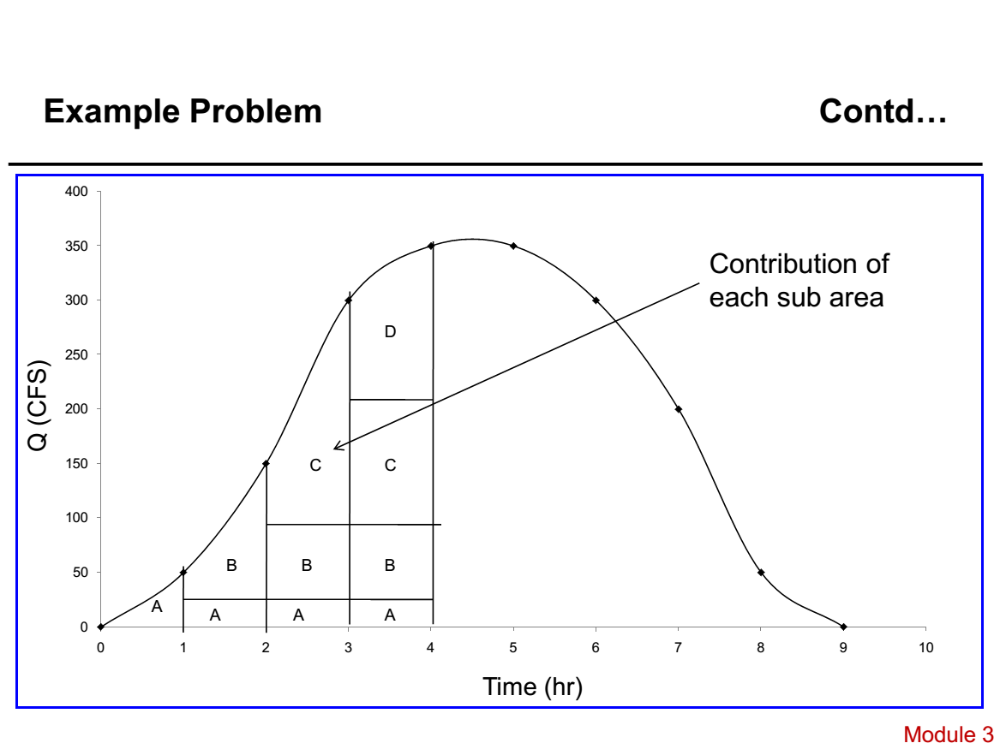 Example Problem
Contd…
400
350
300
250
200
150
100
50
0
Q (CFS)
Contribution of
each sub area
D
C
C
B
B
B
A
A
A
A
0 1 2 3 4 5 6 7 8 9 10
Time (hr)
Module 3